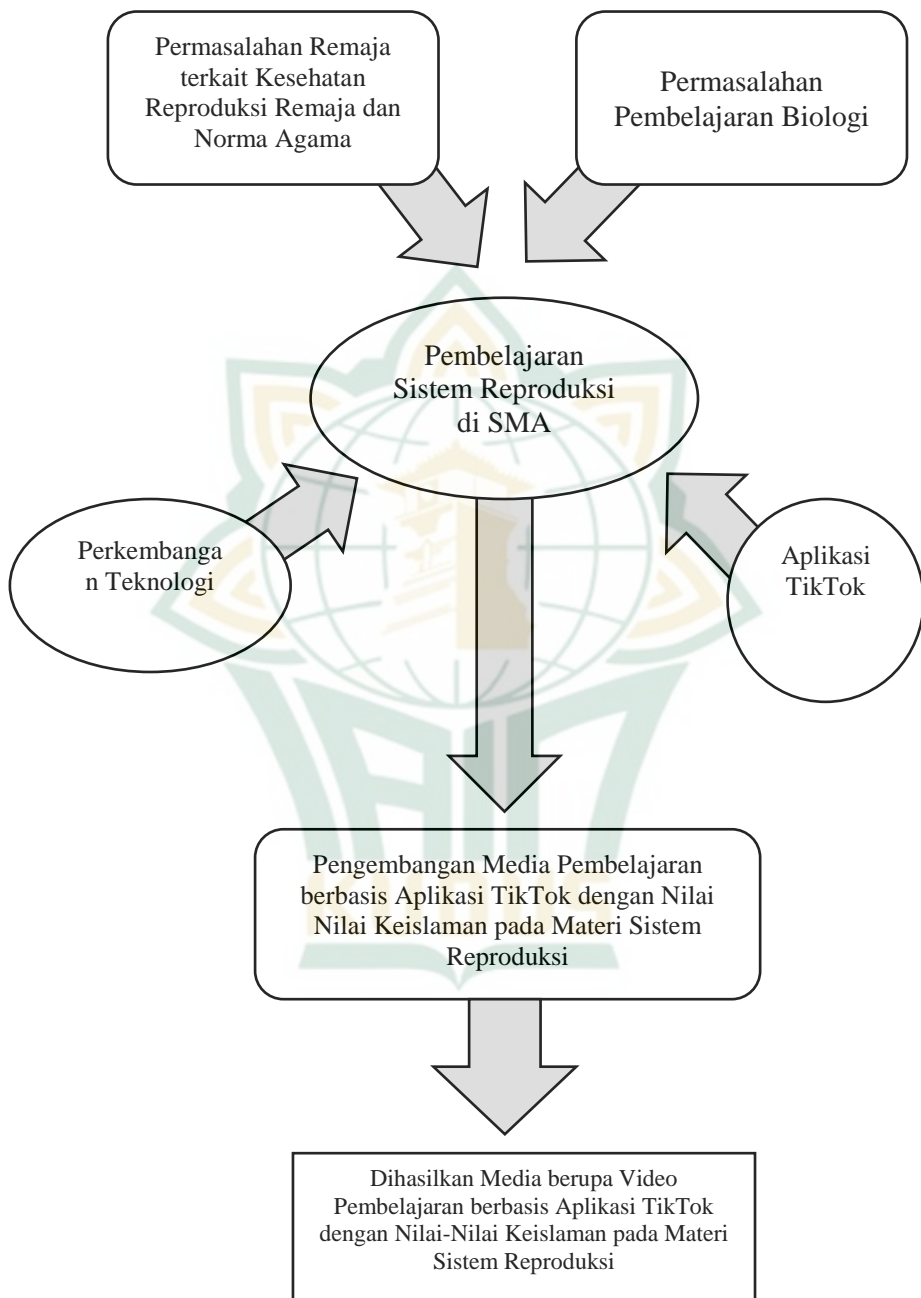 Permasalahan Remaja
terkait Kesehatan
Reproduksi Remaja dan
Norma Agama
Permasalahan
Pembelajaran Biologi
Pembelajaran
Sistem Reproduksi
di SMA
Perkembanga
n Teknologi
Aplikasi
TikTok
Pengembangan Media Pembelajaran
berbasis Aplikasi TikTok dengan Nilai
Nilai Keislaman pada Materi Sistem
Reproduksi
KUDUS
Dihasilkan Media berupa Video
Pembelajaran berbasis Aplikasi TikTok
dengan Nilai-Nilai Keislaman pada Materi
Sistem Reproduksi